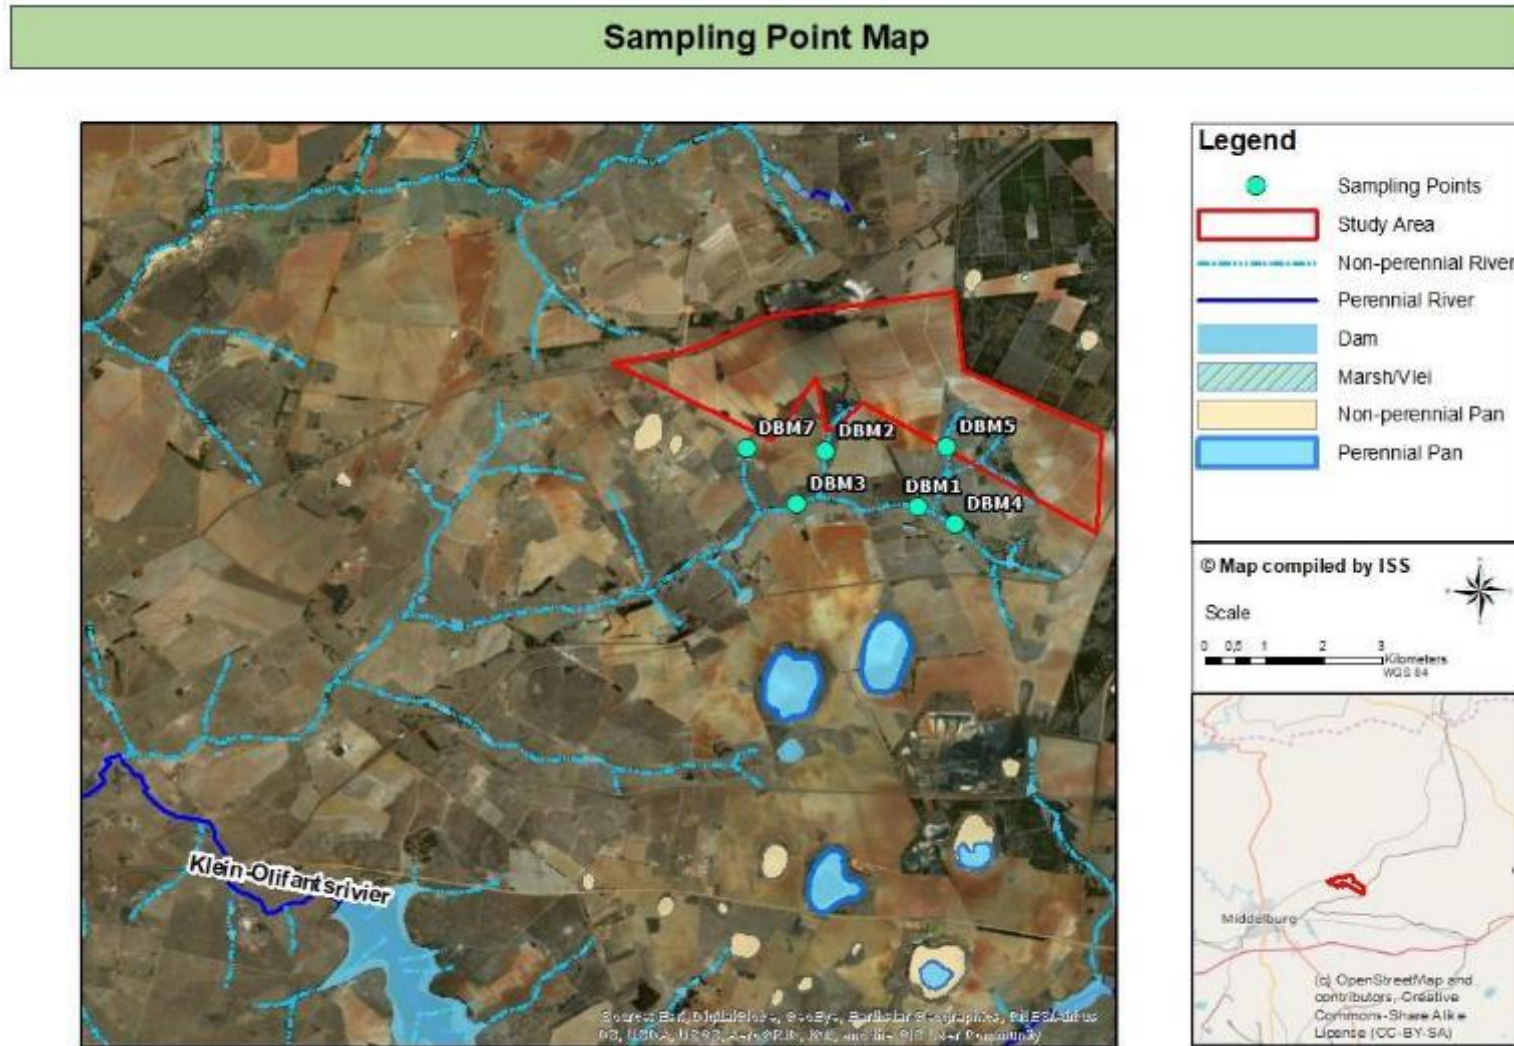 Sampling Point Map
DBM7
DBM2
DBM5
DBM3
DBM1
DBM4
Klein-Olifantsrivier
Legend
Sampling Points
Study Area
Non-perennial River
Perennial River
Dam
Marsh/Vlei
Non-perennial Pan
Perennial Pan
© Map compiled by ISS
Scale
0 0,5 1 2 3
Kilometers
WGS 84
Middelburg
(c) OpenStreetMap and
contributors, Creative
Commons-Share Alike
License (CC-BY-SA)